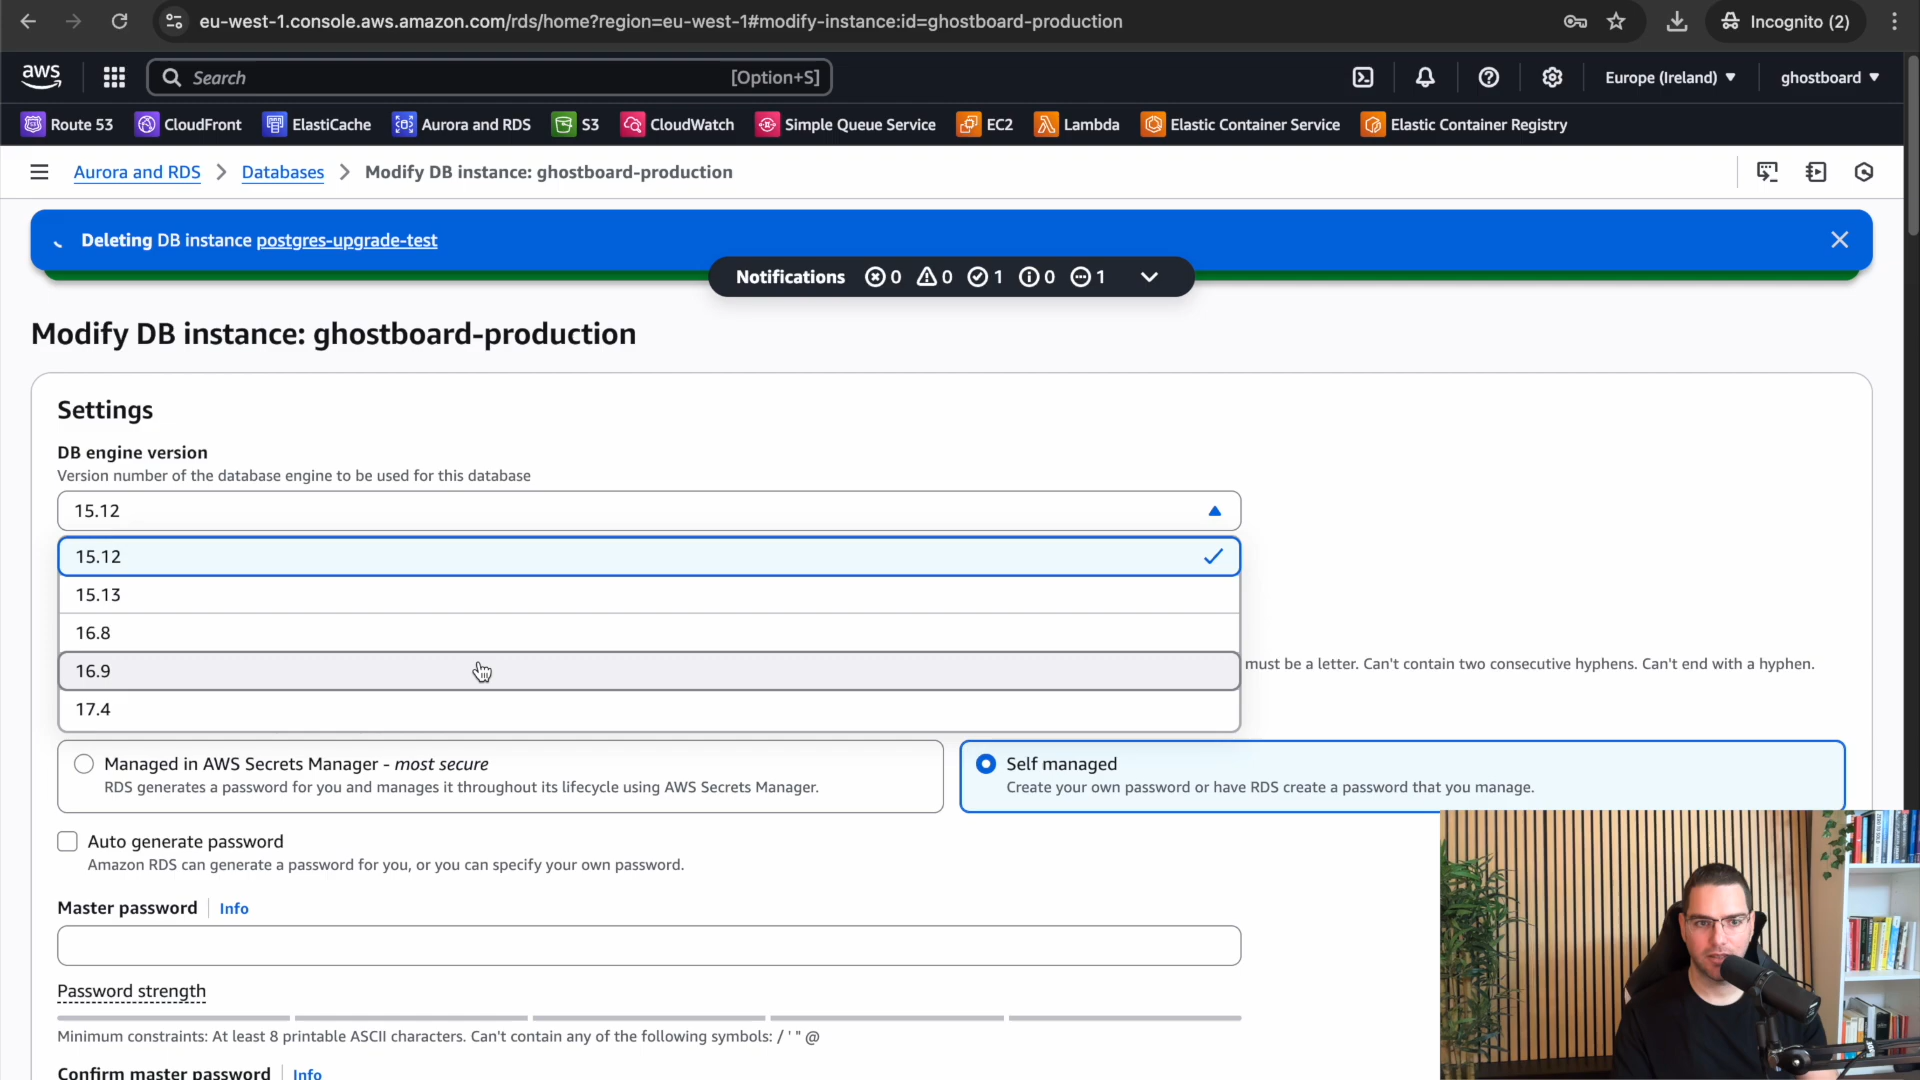 eu-west-1.console.aws.amazon.com/rds/home?region=eu-west-1#modify-instance:id=ghostboard-production
Incognito (2)
aws
Search
[Option+S]
Europe (Ireland)
ghostboard
Route 53
CloudFront
ElastiCache
Aurora and RDS
S3
CloudWatch
Simple Queue Service
EC2
Lambda
Elastic Container Service
Elastic Container Registry
Aurora and RDS
Databases
Modify DB instance: ghostboard-production
Deleting DB instance postgres-upgrade-test
Notifications 0 0 1 0 1
Modify DB instance: ghostboard-production
Settings
DB engine version
Version number of the database engine to be used for this database
15.12
15.12
15.13
16.8
16.9
must be a letter. Can't contain two consecutive hyphens. Can't end with a hyphen.
17.4
Managed in AWS Secrets Manager - most secure
RDS generates a password for you and manages it throughout its lifecycle using AWS Secrets Manager.
Self managed
Create your own password or have RDS create a password that you manage.
Auto generate password
Amazon RDS can generate a password for you, or you can specify your own password.
Master password
Info
Password strength
Minimum constraints: At least 8 printable ASCII characters. Can't contain any of the following symbols: / ' " @
Confirm master password
Info